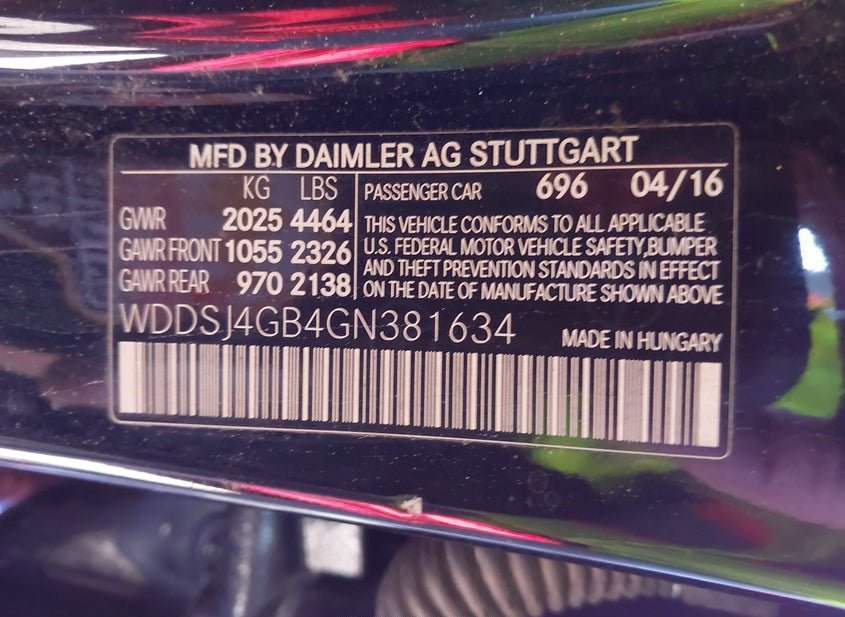 MFD BY DAIMLER AG STUTTGART
KG LBS
GVWR 2025 4464
GAWR FRONT 1055 2326
GAWR REAR 970 2138
PASSENGER CAR 696 04/16
THIS VEHICLE CONFORMS TO ALL APPLICABLE
U.S. FEDERAL MOTOR VEHICLE SAFETY,BUMPER
AND THEFT PREVENTION STANDARDS IN EFFECT
ON THE DATE OF MANUFACTURE SHOWN ABOVE
WDDSJ4GB4GN381634
MADE IN HUNGARY